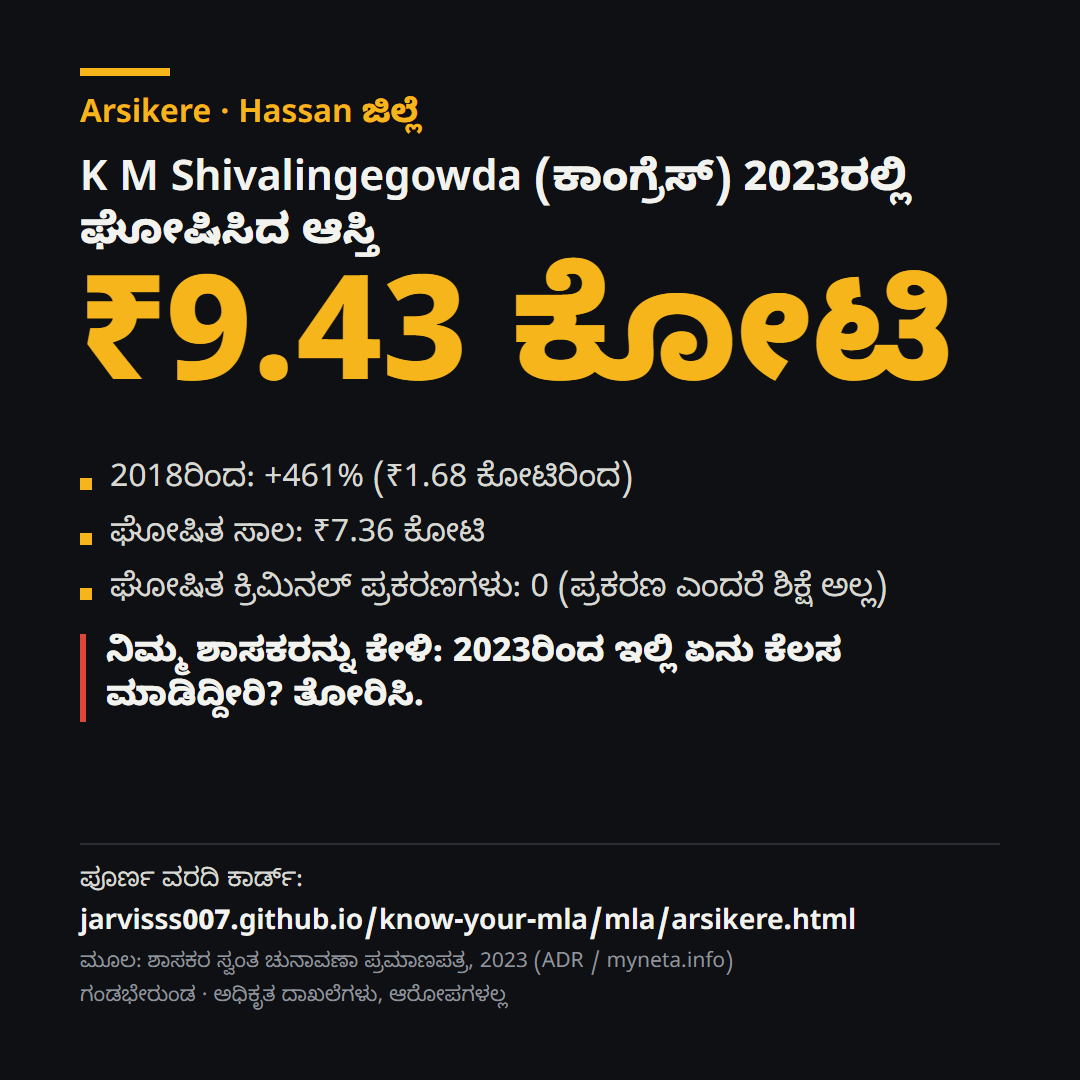 Arsikere · Hassan ಜಿಲ್ಲೆ
K M Shivalingegowda (ಕಾಂಗ್ರೆಸ್) 2023ರಲ್ಲಿ
ಘೋಷಿಸಿದ ಆಸ್ತಿ
₹9.43 ಕೋಟಿ
2018ರಿಂದ: +461% (₹1.68 ಕೋಟಿರಿಂದ)
ಘೋಷಿತ ಸಾಲ: ₹7.36 ಕೋಟಿ
ಘೋಷಿತ ಕ್ರಿಮಿನಲ್ ಪ್ರಕರಣಗಳು: 0 (ಪ್ರಕರಣ ಎಂದರೆ ಶಿಕ್ಷೆ ಅಲ್ಲ)
ನಿಮ್ಮ ಶಾಸಕರನ್ನು ಕೇಳಿ: 2023ರಿಂದ ಇಲ್ಲಿ ಏನು ಕೆಲಸ
ಮಾಡಿದ್ದೀರಿ? ತೋರಿಸಿ.
ಪೂರ್ಣ ವರದಿ ಕಾರ್ಡ್:
jarvisss007.github.io/know-your-mla/mla/arsikere.html
ಮೂಲ: ಶಾಸಕರ ಸ್ವಂತ ಚುನಾವಣಾ ಪ್ರಮಾಣಪತ್ರ, 2023 (ADR / myneta.info)
ಗಂಡಭೇರುಂಡ · ಅಧಿಕೃತ ದಾಖಲೆಗಳು, ಆರೋಪಗಳಲ್ಲ